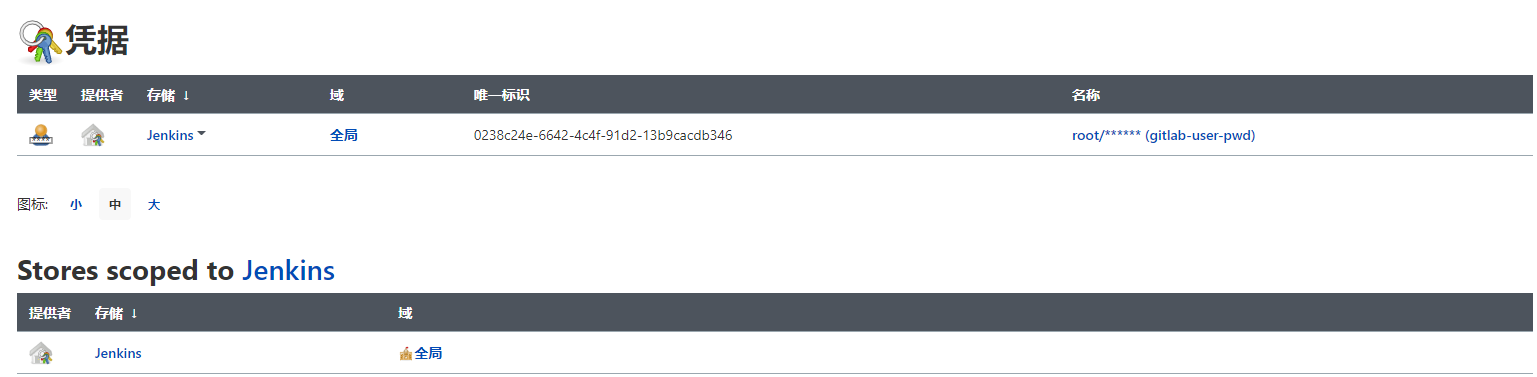 凭据
类型 提供者 存储 ↓ 域 唯一标识 名称
Jenkins 全局 0238c24e-6642-4c4f-91d2-13b9cacdb346 root/****** (gitlab-user-pwd)
图标: 小 中 大
Stores scoped to Jenkins
提供者 存储 ↓ 域
Jenkins 全局